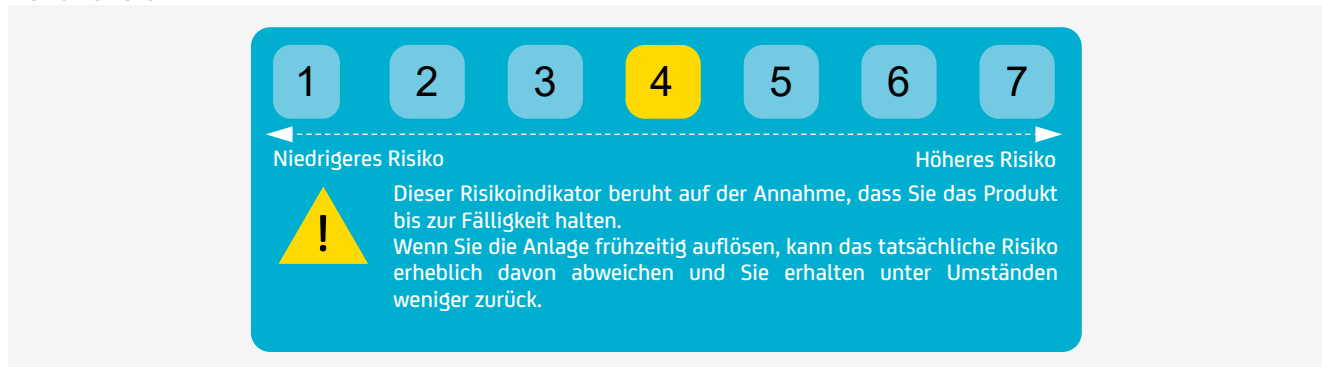 1 2 3 4 5 6 7
Niedrigeres Risiko Höheres Risiko
Dieser Risikoindikator beruht auf der Annahme, dass Sie das Produkt
bis zur Fälligkeit halten.
!
Wenn Sie die Anlage frühzeitig auflösen, kann das tatsächliche Risiko
erheblich davon abweichen und Sie erhalten unter Umständen
weniger zurück.